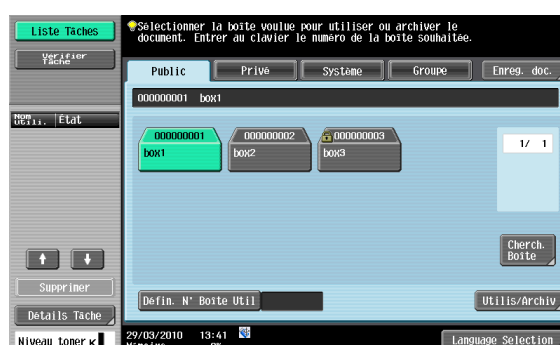 Liste Tâches
Sélectionner la boîte voulue pour utiliser ou archiver le
document. Entrer au clavier le numéro de la boîte souhaitée.
Vérifier
Tâche
Public
Privé
Système
Groupe
Enreg. doc.
000000001 box1
Nom
Utili.
État
000000001
box1
000000002
box2
000000003
box3
1/ 1
Cherch.
Boîte
Supprimer
Défin. N° Boîte Util
Utilis/Archiv
Détails Tâche
Niveau toner K
29/03/2010 13:41
Mémoire 0%
Language Selection